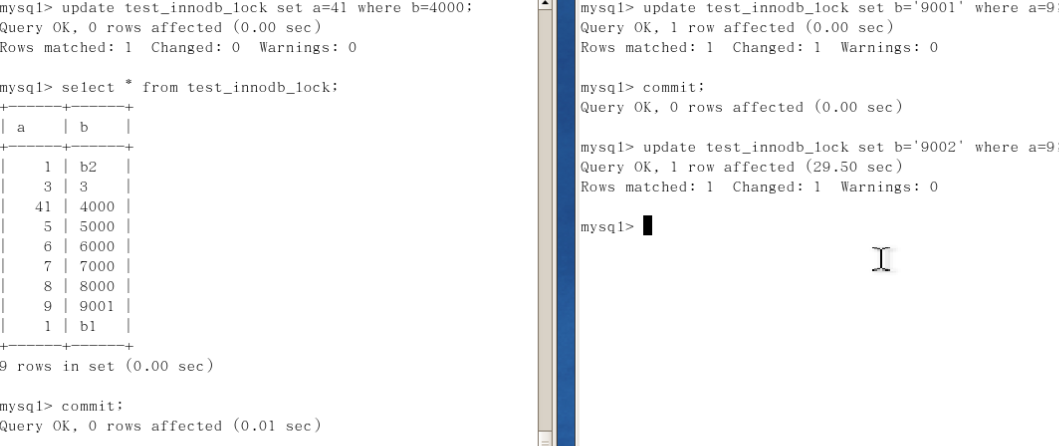 mysql> update test_innodb_lock set a=41 where b=4000;
Query OK, 0 rows affected (0.00 sec)
Rows matched: 1  Changed: 0  Warnings: 0
mysql> select * from test_innodb_lock;
+------+------+
| a    | b    |
+------+------+
|    1 | b2   |
|    3 | 3    |
|   41 | 4000 |
|    5 | 5000 |
|    6 | 6000 |
|    7 | 7000 |
|    8 | 8000 |
|    9 | 9001 |
|    1 | b1   |
+------+------+
9 rows in set (0.00 sec)
mysql> commit;
Query OK, 0 rows affected (0.01 sec)
mysql> update test_innodb_lock set b='9001' where a=9;
Query OK, 1 row affected (0.00 sec)
Rows matched: 1  Changed: 1  Warnings: 0
mysql> commit;
Query OK, 0 rows affected (0.00 sec)
mysql> update test_innodb_lock set b='9002' where a=9;
Query OK, 1 row affected (29.50 sec)
Rows matched: 1  Changed: 1  Warnings: 0
mysql>